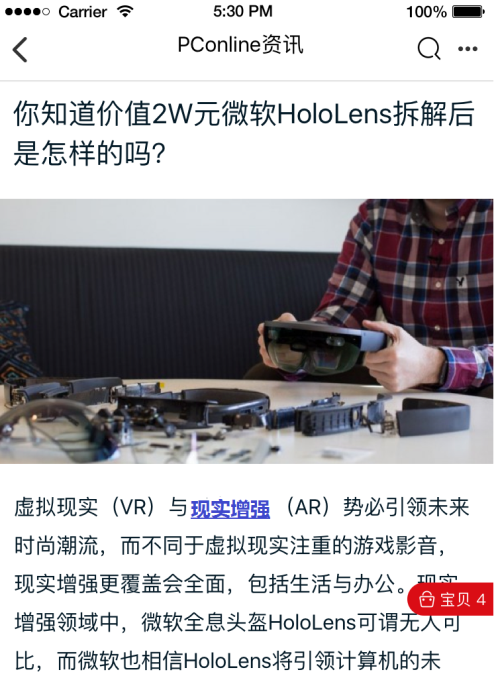 Carrier 5:30 PM 100%
PConline资讯
你知道价值2W元微软HoloLens拆解后
是怎样的吗?
虚拟现实（VR）与现实增强（AR）势必引领未来
时尚潮流，而不同于虚拟现实注重的游戏影音，
现实增强更覆盖会全面，包括生活与办公。现实
宝贝 4
增强领域中，微软全息头盔HoloLens可谓无人可
比，而微软也相信HoloLens将引领计算机的未